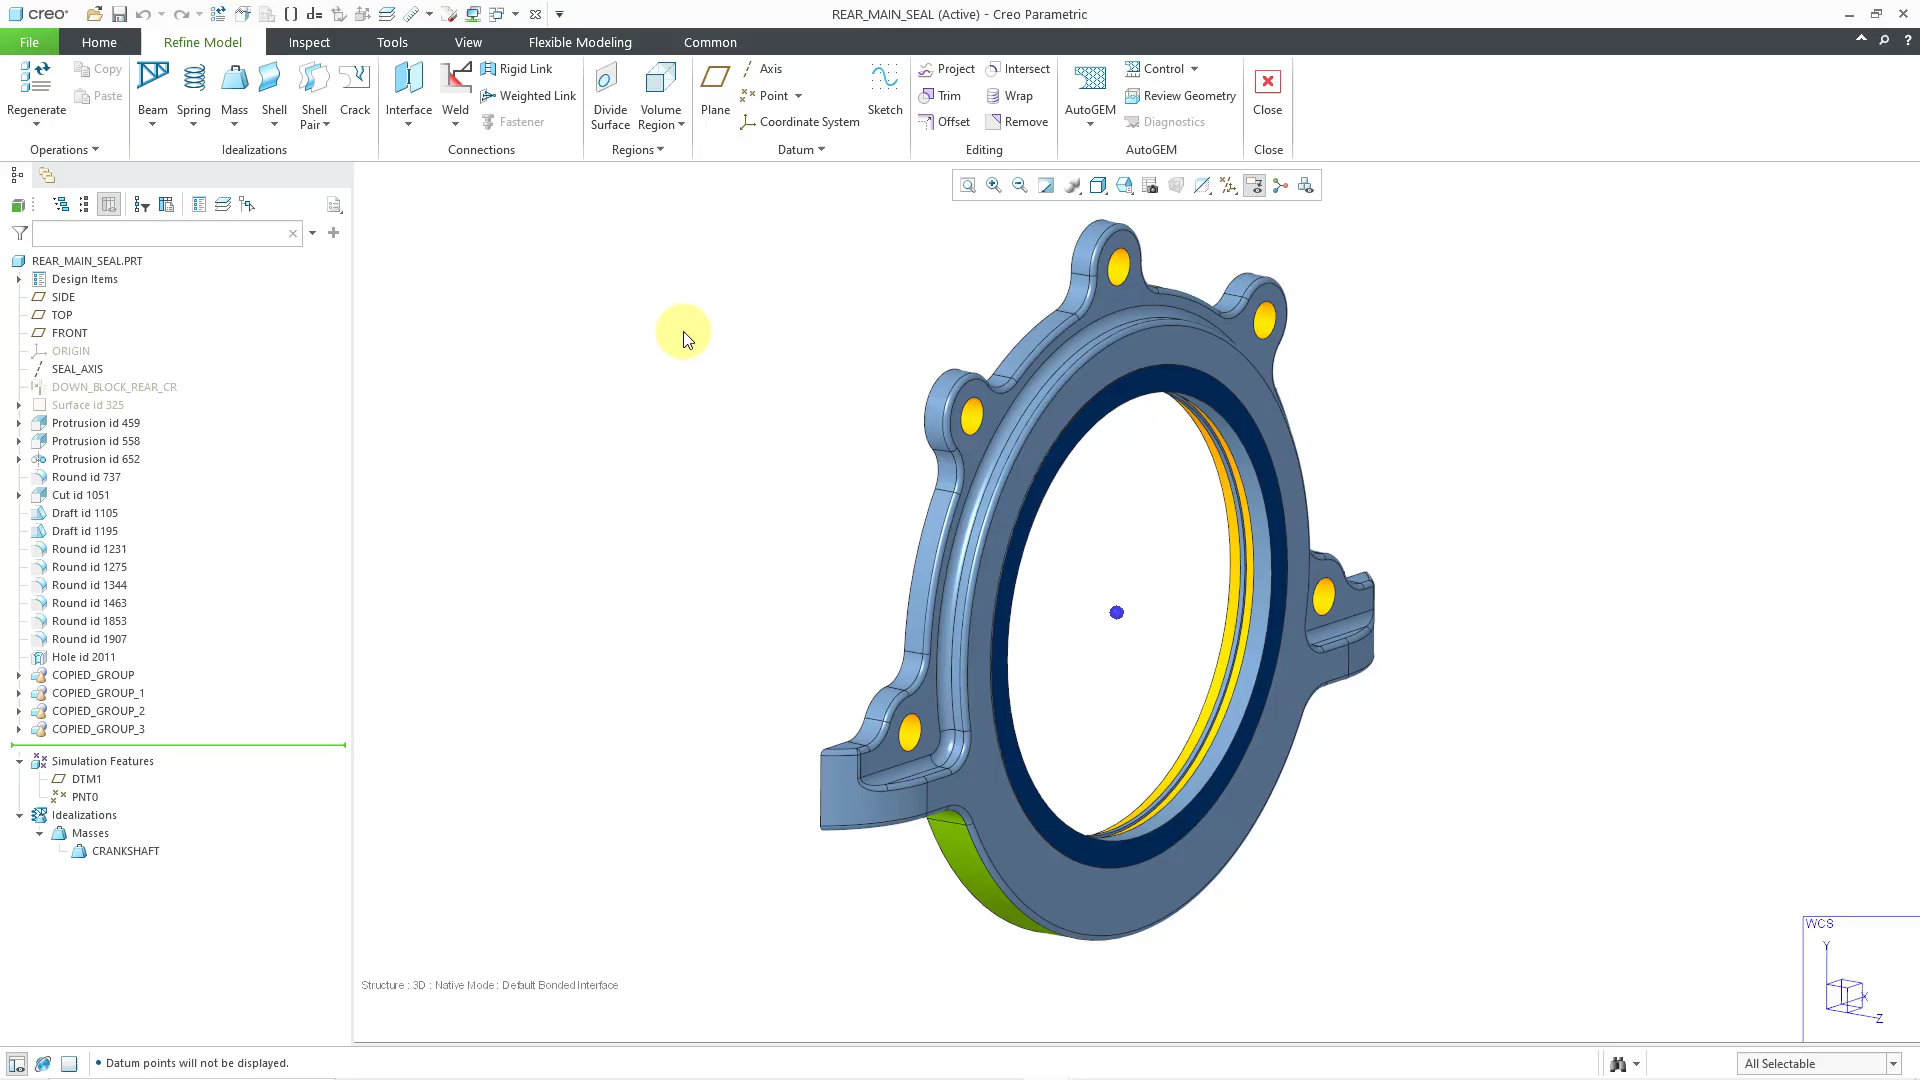 creo
REAR_MAIN_SEAL (Active) - Creo Parametric
File
Home
Refine Model
Inspect
Tools
View
Flexible Modeling
Common
Regenerate
Copy
Paste
Operations
Beam
Spring
Mass
Shell
Shell Pair
Crack
Idealizations
Interface
Weld
Rigid Link
Weighted Link
Fastener
Connections
Divide Surface
Volume Region
Regions
Plane
Axis
Point
Coordinate System
Sketch
Datum
Project
Intersect
Trim
Wrap
Offset
Remove
Editing
AutoGEM
Control
Review Geometry
Diagnostics
AutoGEM
Close
Close
REAR_MAIN_SEAL.PRT
Design Items
SIDE
TOP
FRONT
ORIGIN
SEAL_AXIS
DOWN_BLOCK_REAR_CR
Surface id 325
Protrusion id 459
Protrusion id 558
Protrusion id 652
Round id 737
Cut id 1051
Draft id 1105
Draft id 1195
Round id 1231
Round id 1275
Round id 1344
Round id 1463
Round id 1853
Round id 1907
Hole id 2011
COPIED_GROUP
COPIED_GROUP_1
COPIED_GROUP_2
COPIED_GROUP_3
Simulation Features
DTM1
PNT0
Idealizations
Masses
CRANKSHAFT
Structure : 3D : Native Mode : Default Bonded Interface
WCS
Y
X
Z
• Datum points will not be displayed.
All Selectable